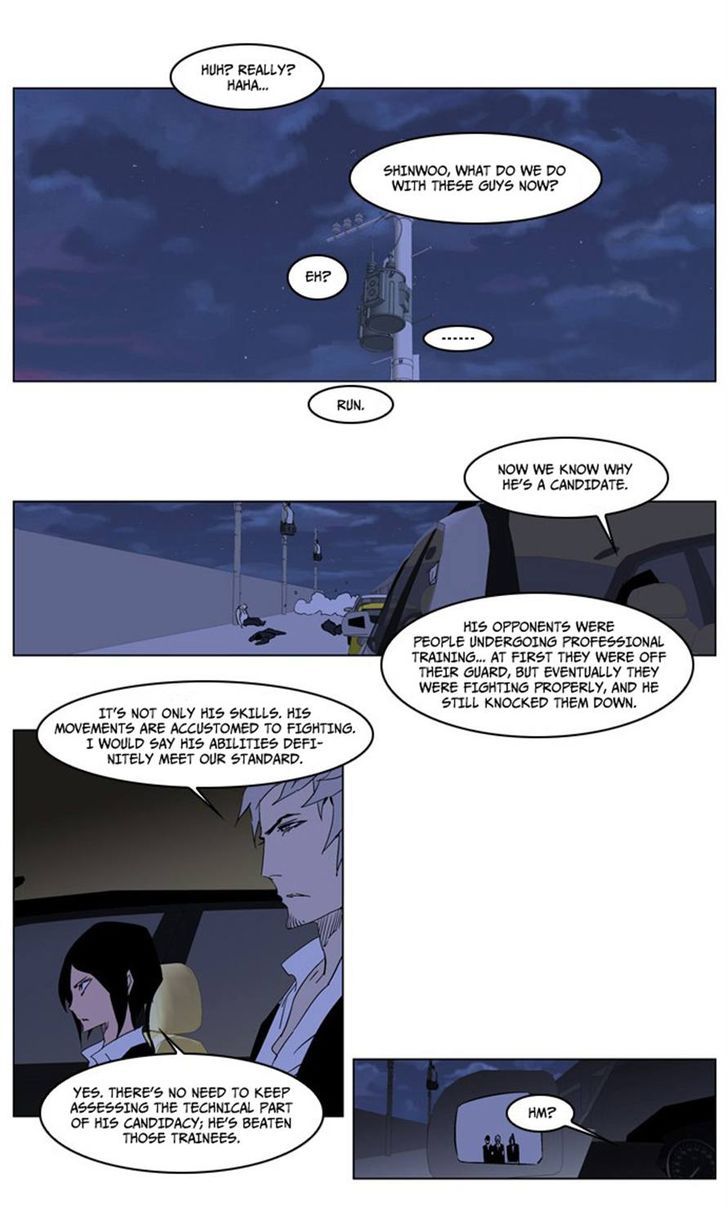 HUH? REALLY?
HAHA...
SHINWOO, WHAT DO WE DO
WITH THESE GUYS NOW?
EH?
......
RUN.
NOW WE KNOW WHY
HE'S A CANDIDATE.
HIS OPPONENTS WERE
PEOPLE UNDERGOING PROFESSIONAL
TRAINING... AT FIRST THEY WERE OFF
THEIR GUARD, BUT EVENTUALLY THEY
WERE FIGHTING PROPERLY, AND HE
STILL KNOCKED THEM DOWN.
IT'S NOT ONLY HIS SKILLS. HIS
MOVEMENTS ARE ACCUSTOMED TO FIGHTING.
I WOULD SAY HIS ABILITIES DEFI-
NITELY MEET OUR STANDARD.
YES. THERE'S NO NEED TO KEEP
ASSESSING THE TECHNICAL PART
OF HIS CANDIDACY; HE'S BEATEN
THOSE TRAINEES.
HM?